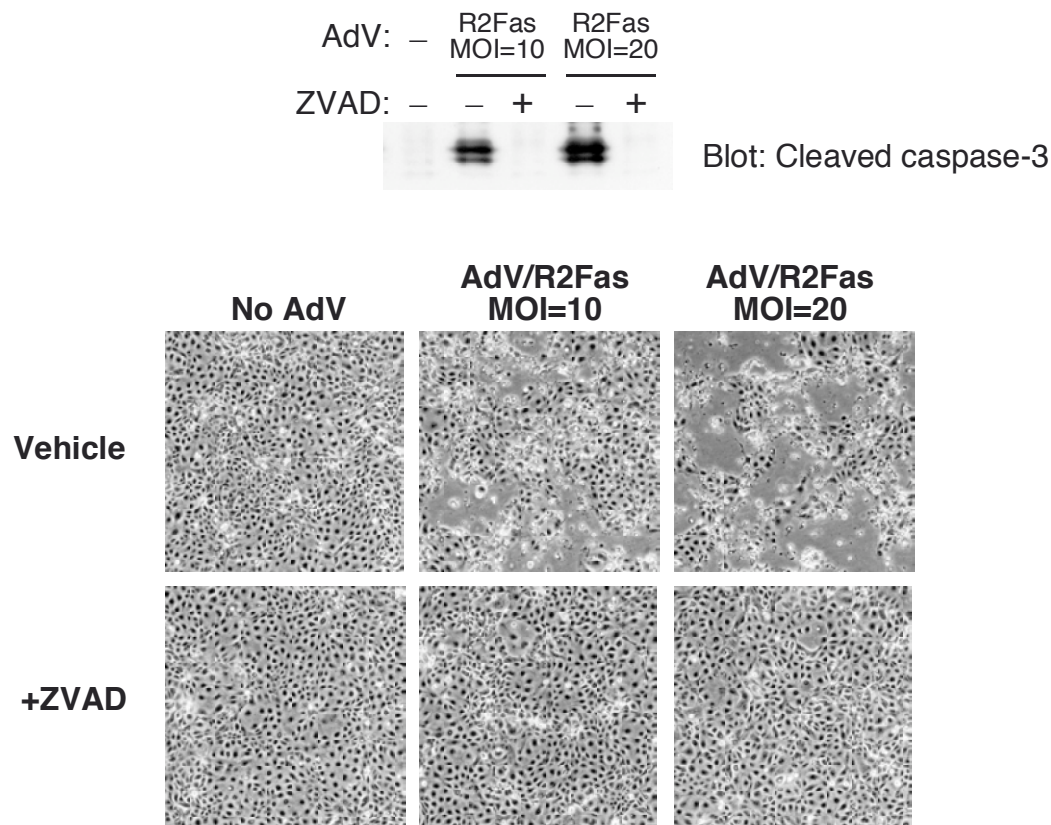 AdV: – R2Fas MOI=10 R2Fas MOI=20
ZVAD: – – + – +
Blot: Cleaved caspase-3
No AdV
AdV/R2Fas
MOI=10
AdV/R2Fas
MOI=20
Vehicle
+ZVAD